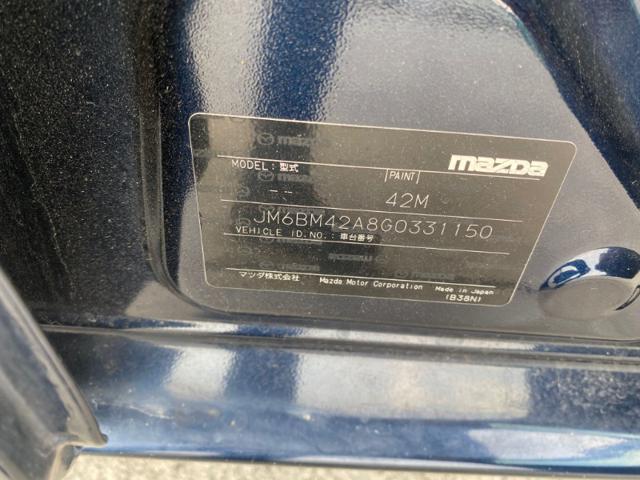 mazda
MODEL: 型式
PAINT
-- 42M
JM6BM42A8G0331150
VEHICLE ID.NO.: 車台番号
マツダ株式会社 Mazda Motor Corporation Made in Japan
(B38N)